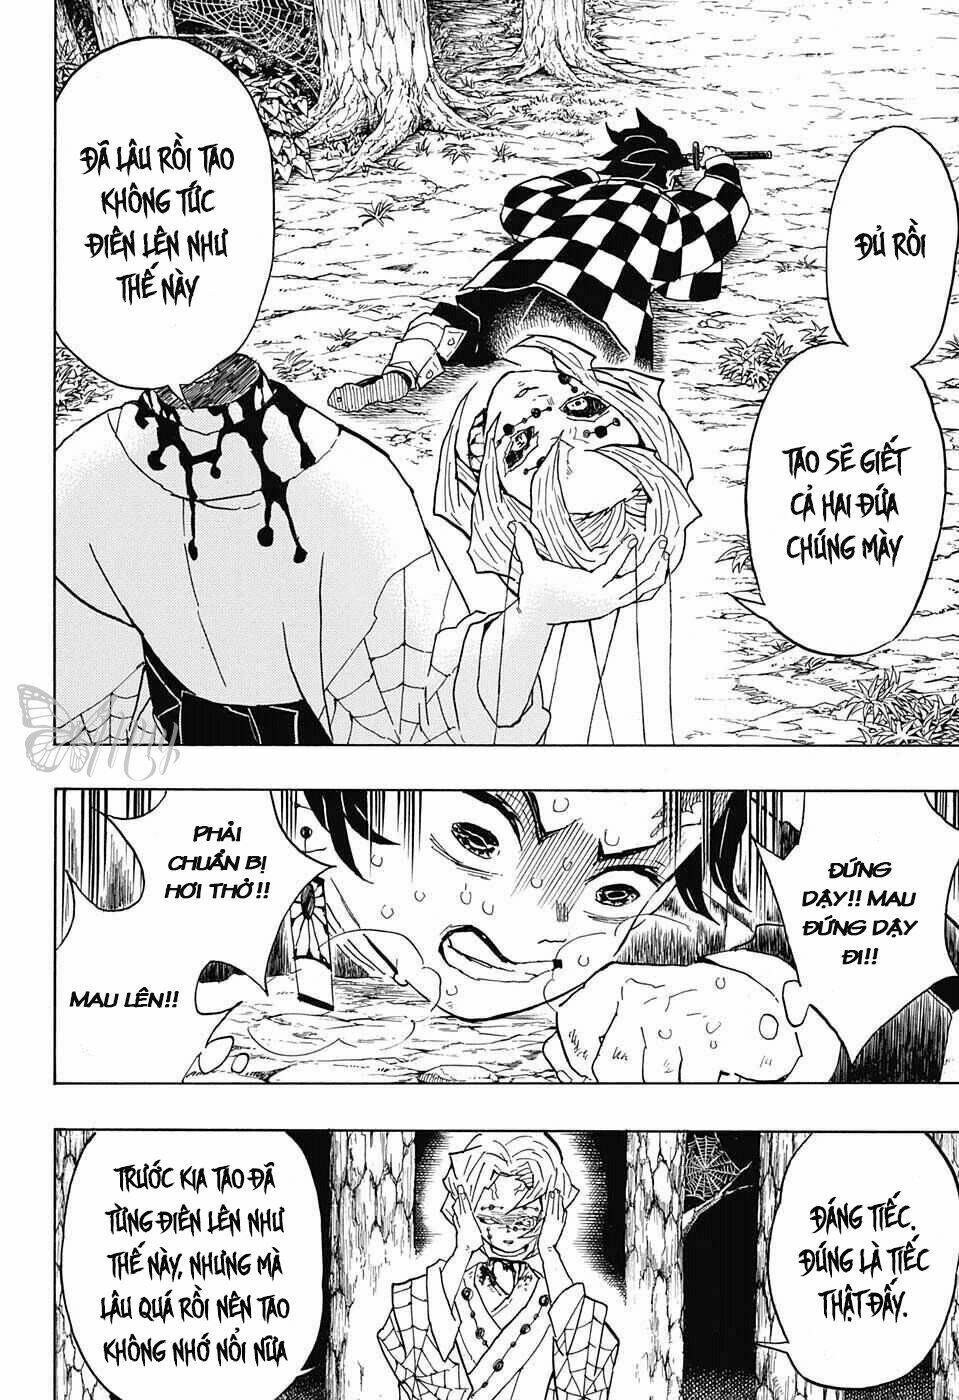 ĐỦ RỒI
TAO SẼ GIẾT
CẢ HAI ĐỨA
CHÚNG MÀY
ĐÃ LÂU RỒI TAO
KHÔNG TỨC
ĐIÊN LÊN NHƯ
THẾ NÀY
ĐỨNG
DẬY!! MAU
ĐỨNG DẬY
ĐI!!
PHẢI
CHUẨN BỊ
HƠI THỞ!!
MAU LÊN!!
ĐÁNG TIẾC.
ĐÚNG LÀ TIẾC
THẬT ĐẤY.
TRƯỚC KIA TAO ĐÃ
TỪNG ĐIÊN LÊN NHƯ
THẾ NÀY, NHƯNG MÀ
LÂU QUÁ RỒI NÊN TAO
KHÔNG NHỚ NỔI NỮA